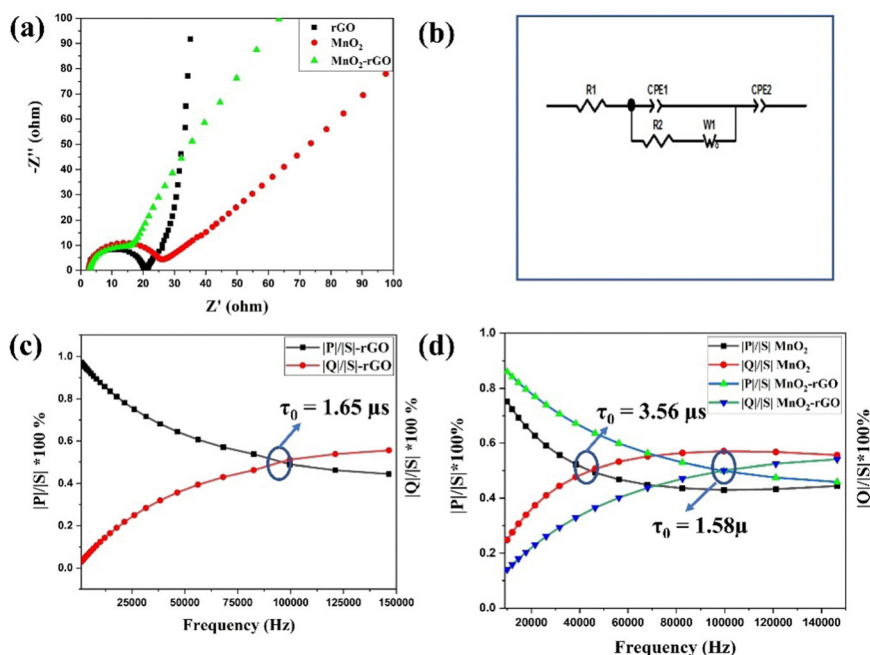 (a)
100
90
80
70
60
50
40
30
20
10
0
-Z'' (ohm)
rGO
MnO₂
MnO₂-rGO
0 10 20 30 40 50 60 70 80 90 100
Z' (ohm)
(b)
R1
CPE1
CPE2
R2
W1
(c)
|P|/|S|-rGO
|Q|/|S|-rGO
1.0
0.8
0.6
0.4
0.2
0.0
|P|/|S| *100 %
|Q|/|S| *100 %
τ₀ = 1.65 μs
25000 50000 75000 100000 125000 150000
Frequency (Hz)
(d)
|P|/|S| MnO₂
|Q|/|S| MnO₂
|P|/|S| MnO₂-rGO
|Q|/|S| MnO₂-rGO
1.0
0.8
0.6
0.4
0.2
0.0
|P|/|S|*100%
|Q|/|S|*100%
τ₀ = 3.56 μs
τ₀ = 1.58μ
20000 40000 60000 80000 100000 120000 140000
Frequency (Hz)